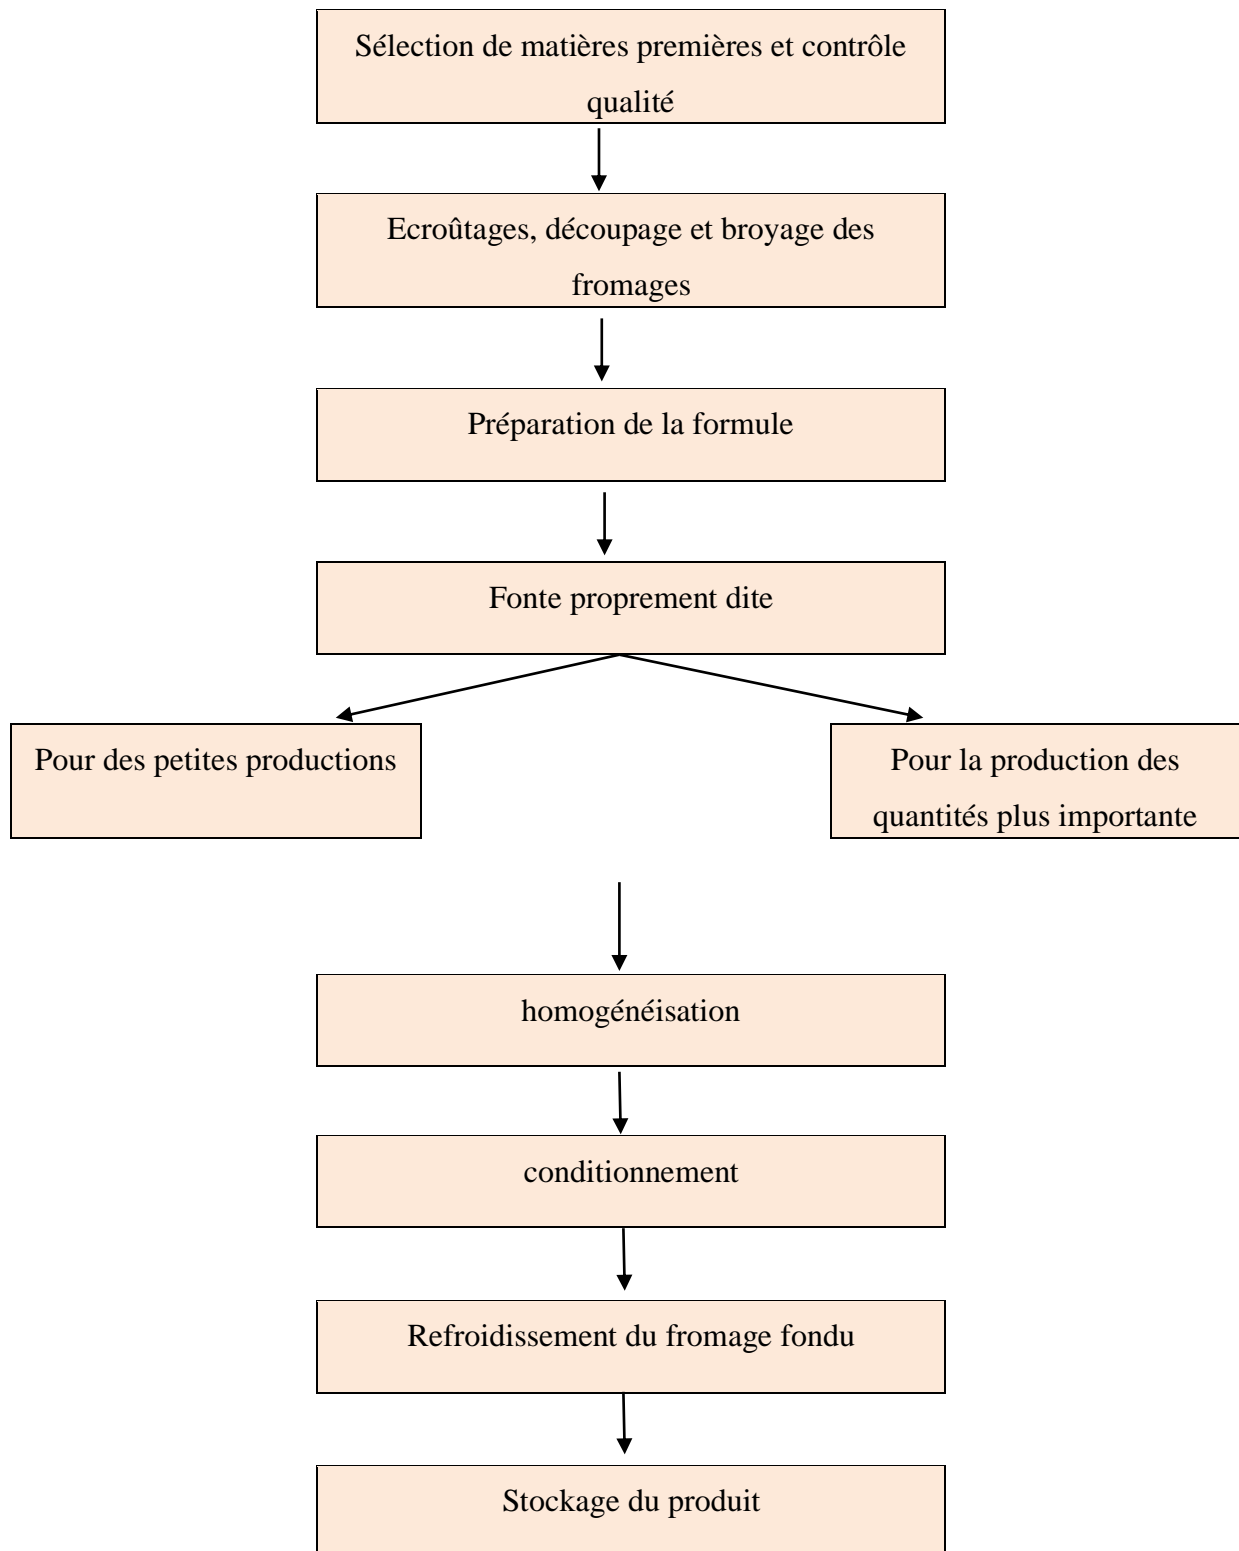 Sélection de matières premières et contrôle
qualité
Ecroûtages, découpage et broyage des
fromages
Préparation de la formule
Fonte proprement dite
Pour des petites productions
Pour la production des
quantités plus importante
homogénéisation
conditionnement
Refroidissement du fromage fondu
Stockage du produit